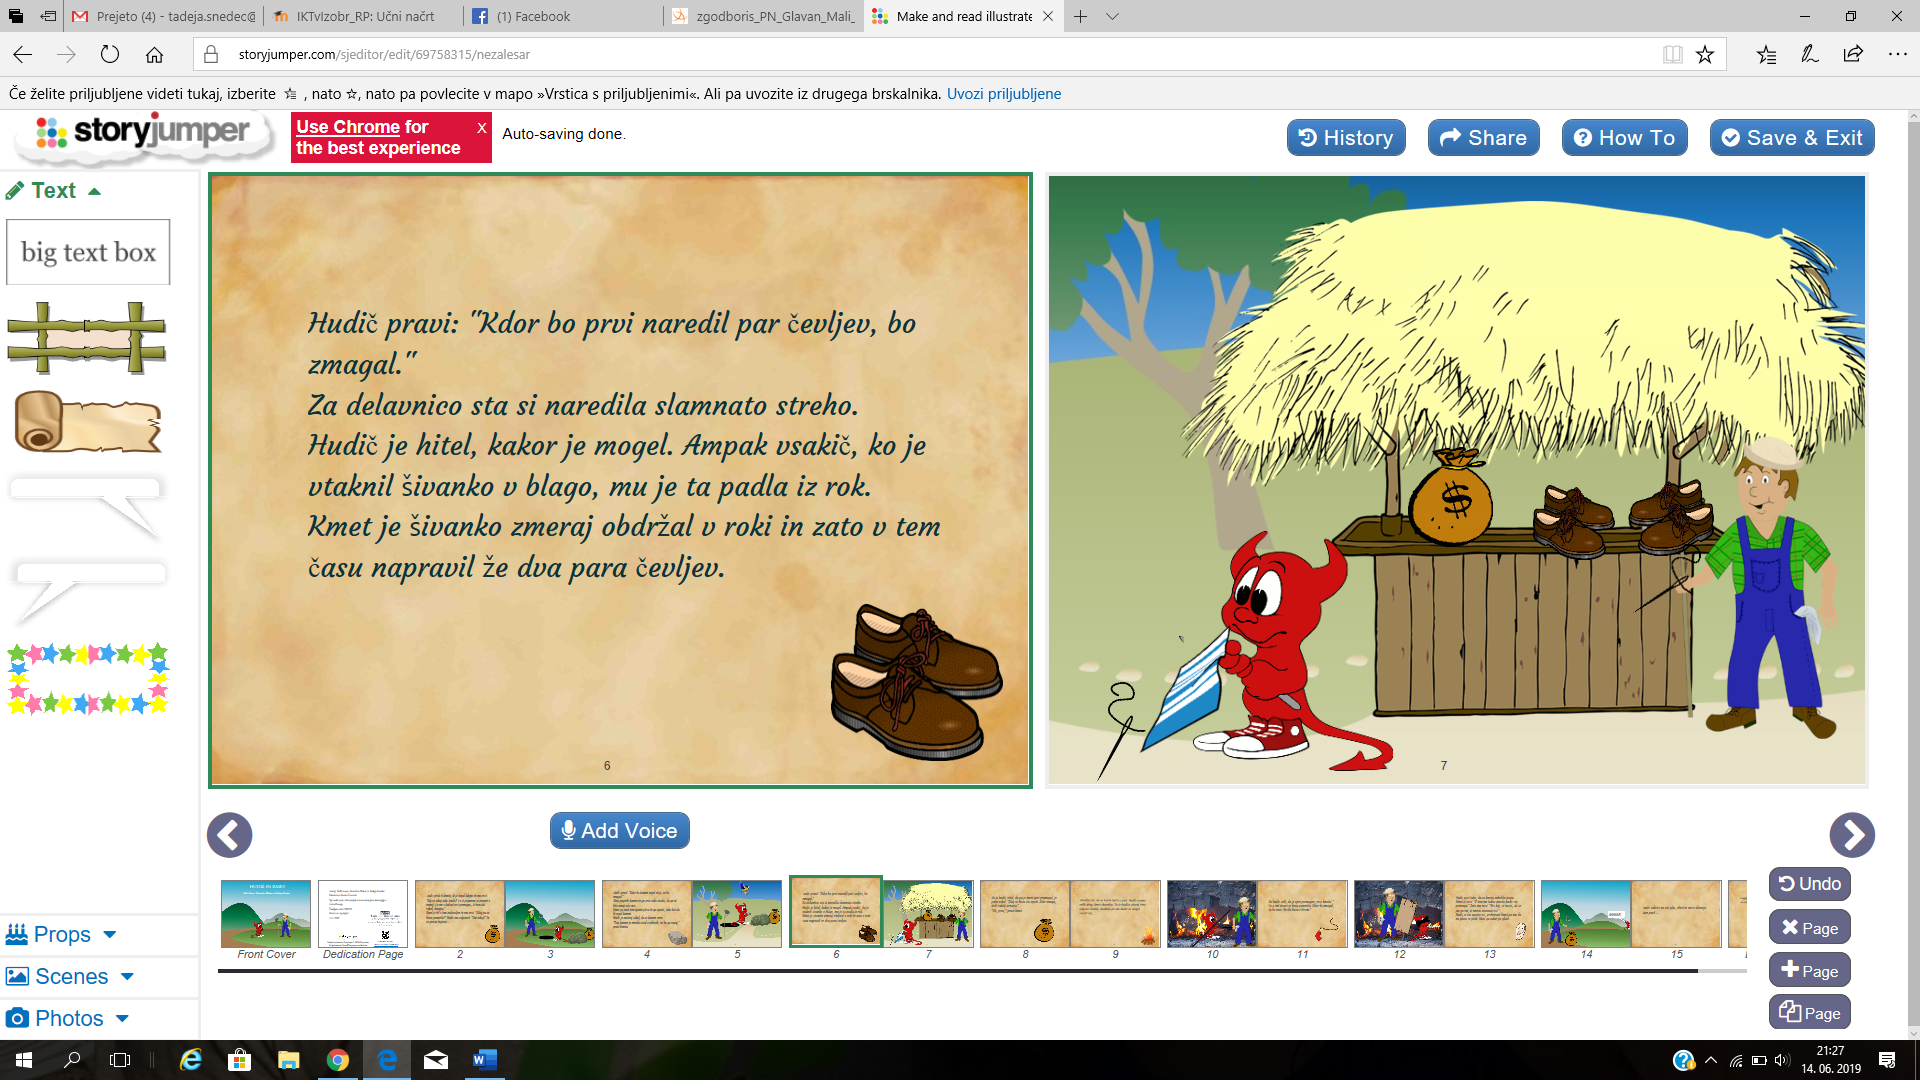 Prejeto (4) - tadeja.snedec@
IKTvIzobr_RP: Učni načrt
(1) Facebook
zgodboris_PN_Glavan_Mali_
Make and read illustrate
storyjumper.com/sjeditor/edit/69758315/nezalesar
Če želite priljubljene videti tukaj, izberite , nato ☆, nato pa povlecite v mapo »Vrstica s priljubljenimi«. Ali pa uvozite iz drugega brskalnika. Uvozi priljubljene
storyjumper
Use Chrome for
the best experience
X
Auto-saving done.
History
Share
How To
Save & Exit
Text
big text box
Hudič pravi: "Kdor bo prvi naredil par čevljev, bo
zmagal."
Za delavnico sta si naredila slamnato streho.
Hudič je hitel, kakor je mogel. Ampak vsakič, ko je
vtaknil šivanko v blago, mu je ta padla iz rok.
Kmet je šivanko zmeraj obdržal v roki in zato v tem
času napravil že dva para čevljev.
6
$
7
Add Voice
HUDIČ IN KMET
Front Cover
Dedication Page
2
3
4
5
6
7
8
9
10
11
12
13
14
15
Undo
Page
Page
Page
Props
Scenes
Photos
21:27
14. 06. 2019